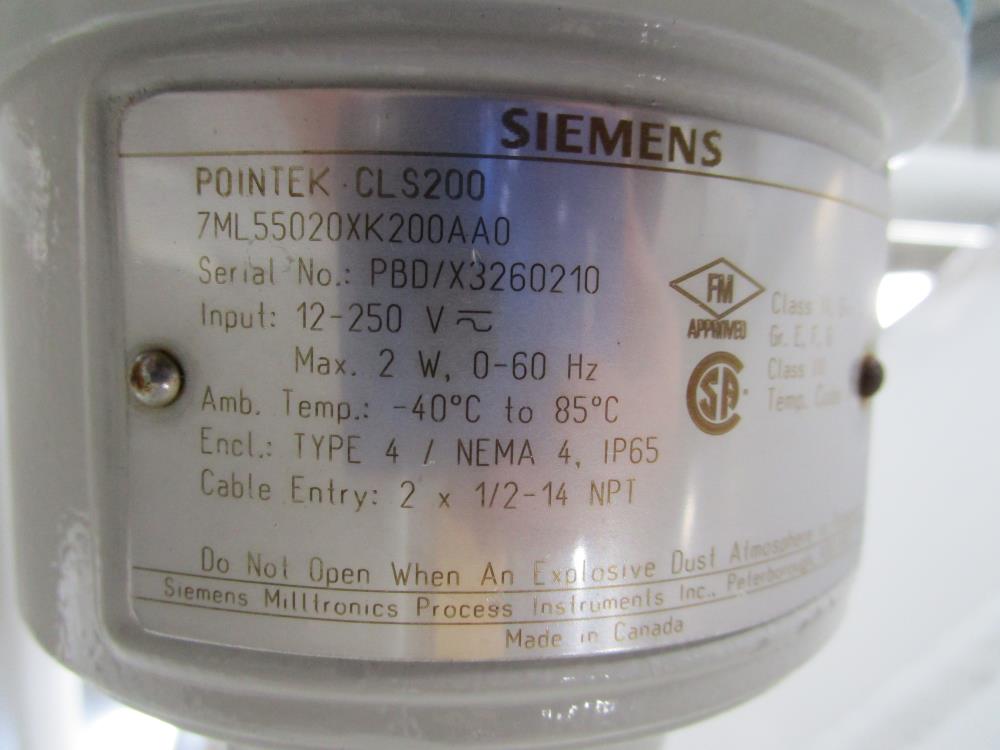 SIEMENS
POINTEK CLS200
7ML55020XK200AA0
Serial No.: PBD/X3260210
Input: 12-250 V
Max. 2 W, 0-60 Hz
Amb. Temp.: -40°C to 85°C
Encl.: TYPE 4 / NEMA 4, IP65
Cable Entry: 2 x 1/2-14 NPT
FM
APPROVED
SA
Class
Gr. E, F, G
Class III
Temp. Code
Do Not Open When An Explosive Dust Atmosphere
Siemens Milltronics Process Instruments Inc., Peterborough,
Made in Canada